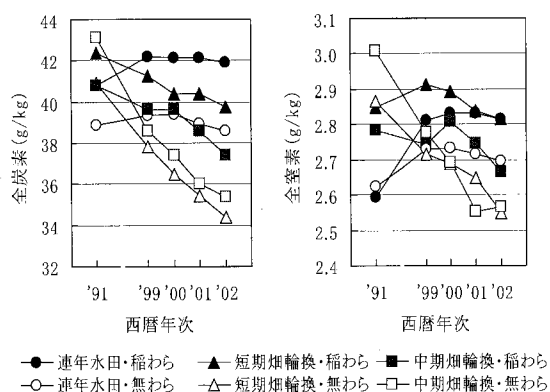 44
42
40
38
36
34
32
全炭素(g/kg)
'91 '99 '00 '01 '02
西暦年次
3.1
3.0
2.9
2.8
2.7
2.6
2.5
2.4
全窒素(g/kg)
'91 '99 '00 '01 '02
西暦年次
連年水田・稲わら 短期畑輪換・稲わら 中期畑輪換・稲わら
連年水田・無わら 短期畑輪換・無わら 中期畑輪換・無わら